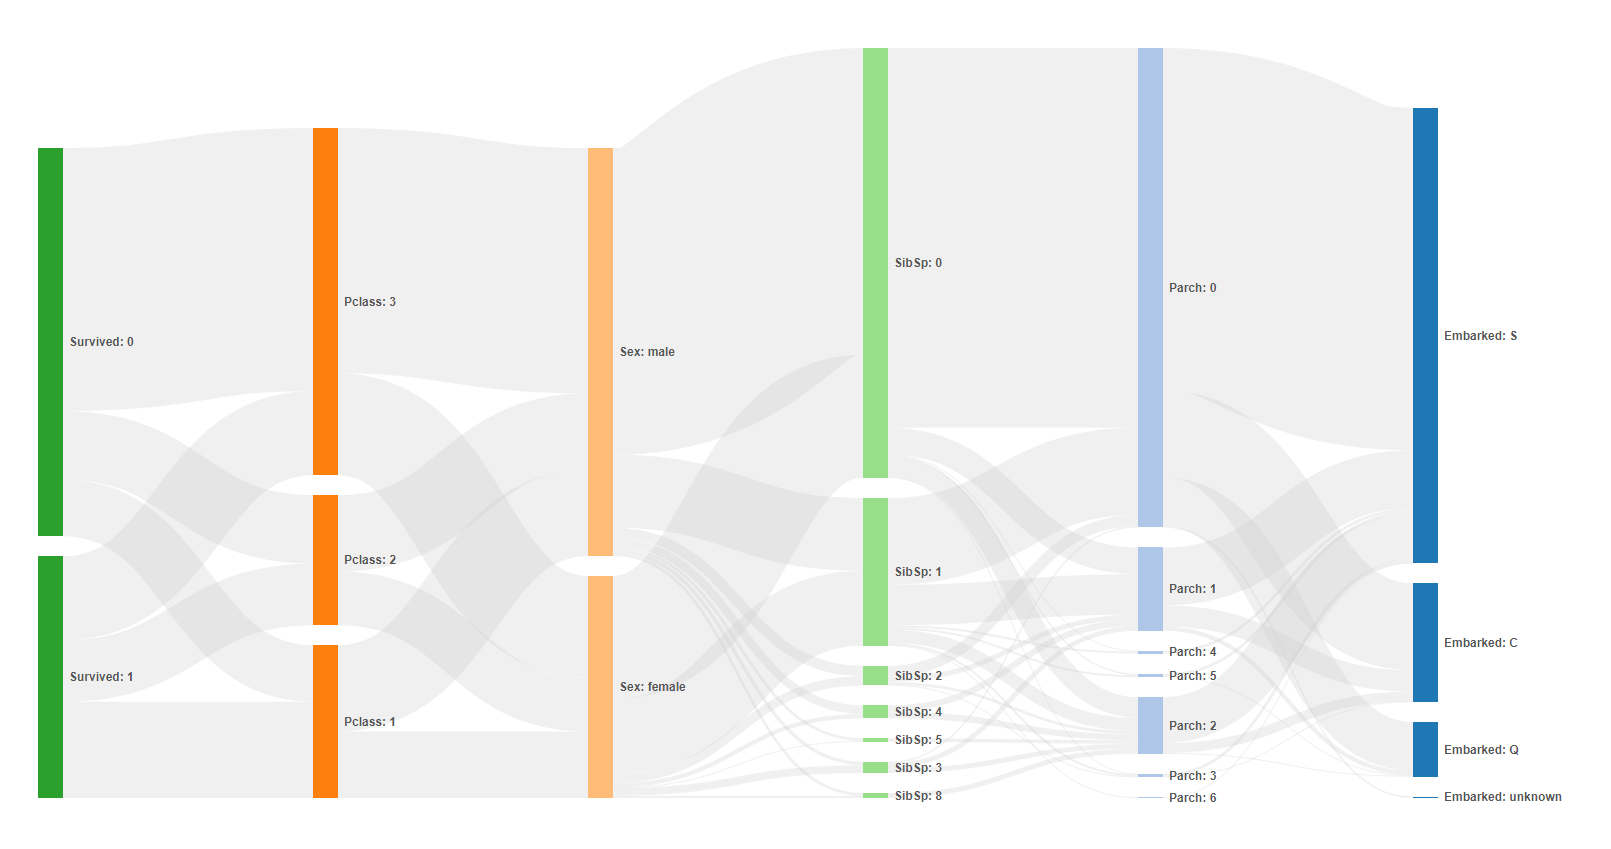 Survived: 0
Survived: 1
Pclass: 3
Pclass: 2
Pclass: 1
Sex: male
Sex: female
SibSp: 0
SibSp: 1
SibSp: 2
SibSp: 4
SibSp: 5
SibSp: 3
SibSp: 8
Parch: 0
Parch: 1
Parch: 4
Parch: 5
Parch: 2
Parch: 3
Parch: 6
Embarked: S
Embarked: C
Embarked: Q
Embarked: unknown